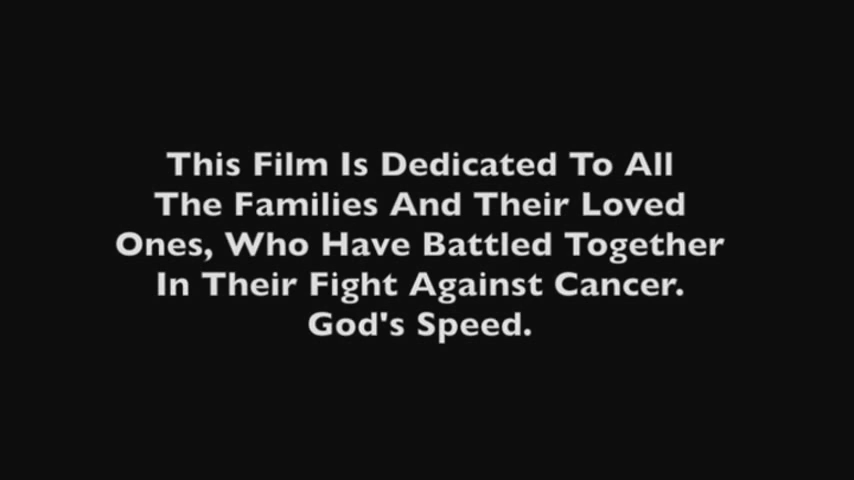 This Film Is Dedicated To All
The Families And Their Loved
Ones, Who Have Battled Together
In Their Fight Against Cancer.
God's Speed.